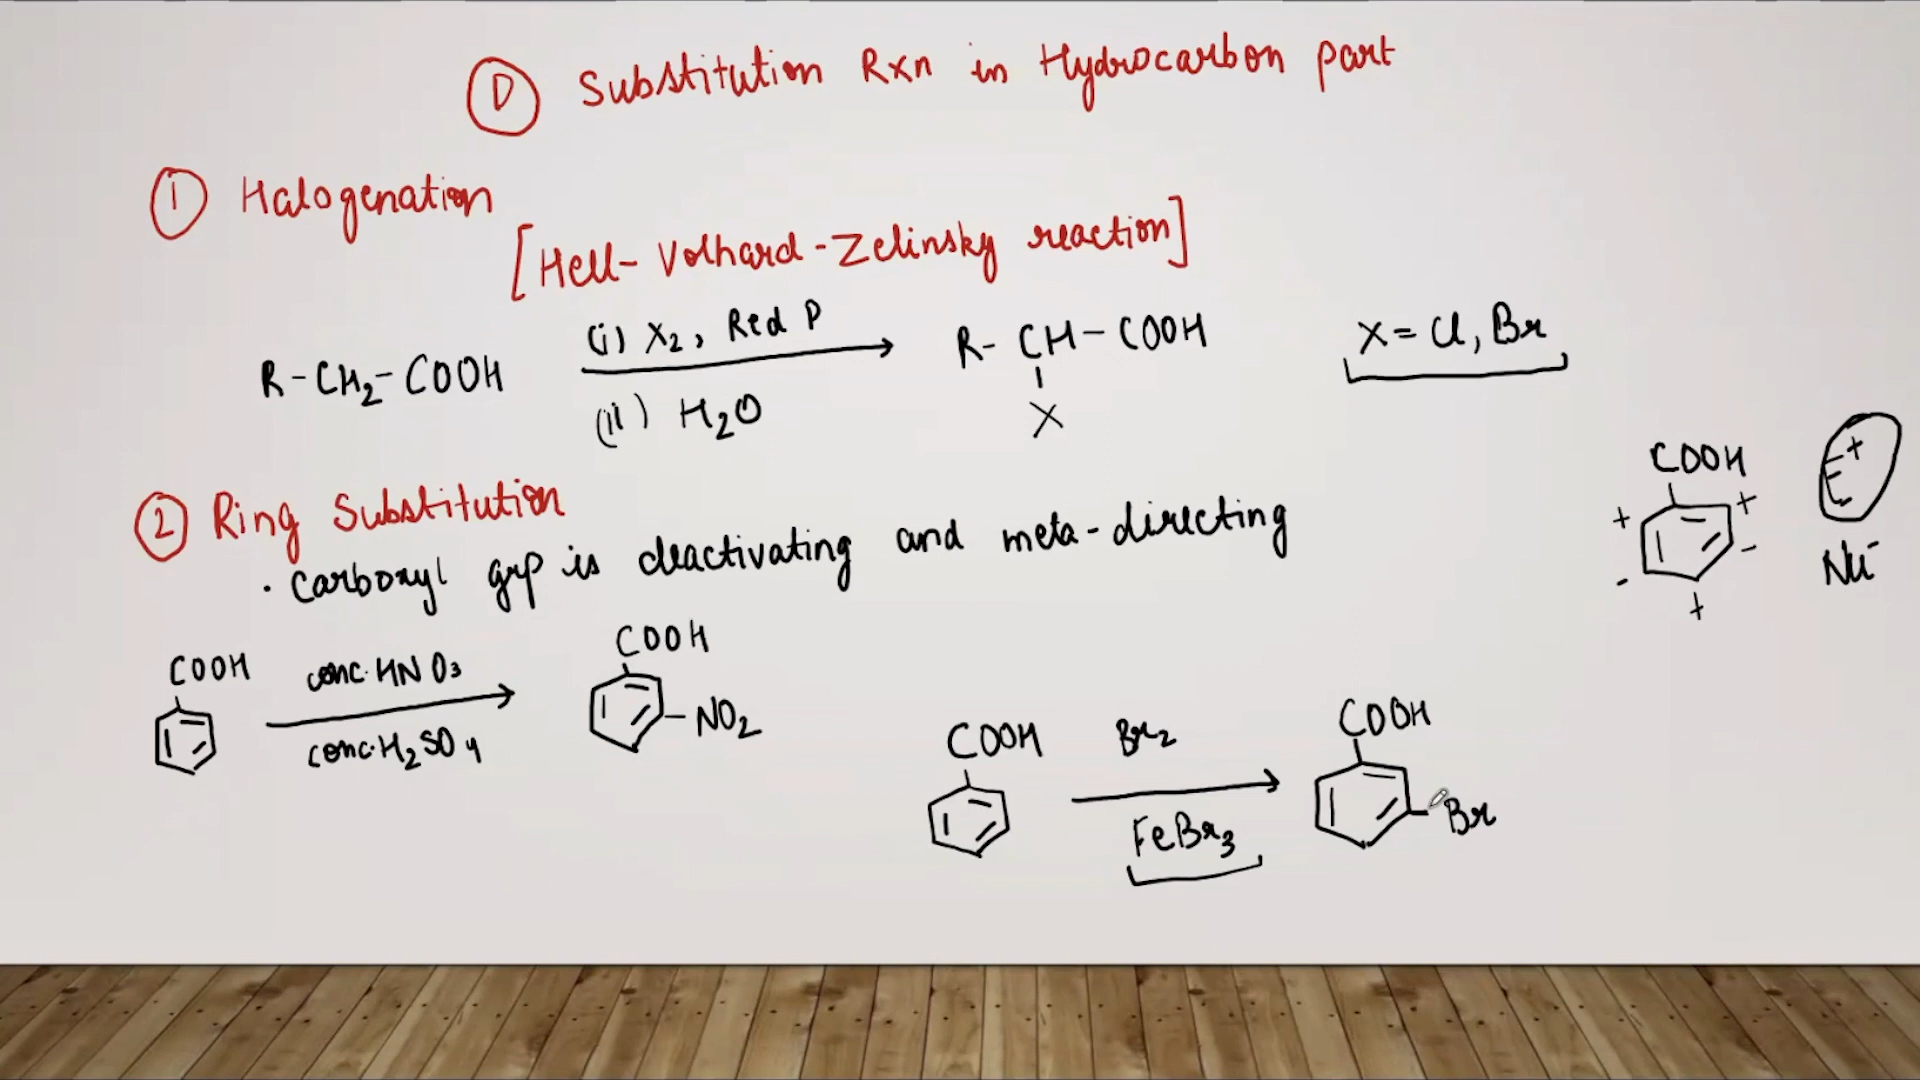 D Substitution Rxn in Hydrocarbon part
1 Halogenation
[Hell-Volhard-Zelinsky reaction]
R-CH2-COOH (i) X2, Red P (ii) H2O R-CH-COOH X X=Cl, Br
2 Ring Substitution
• Carboxyl grp is deactivating and meta-directing
COOH + + - - + E+ Nu-
COOH conc.HNO3 conc.H2SO4 COOH -NO2
COOH Br2 FeBr3 COOH Br